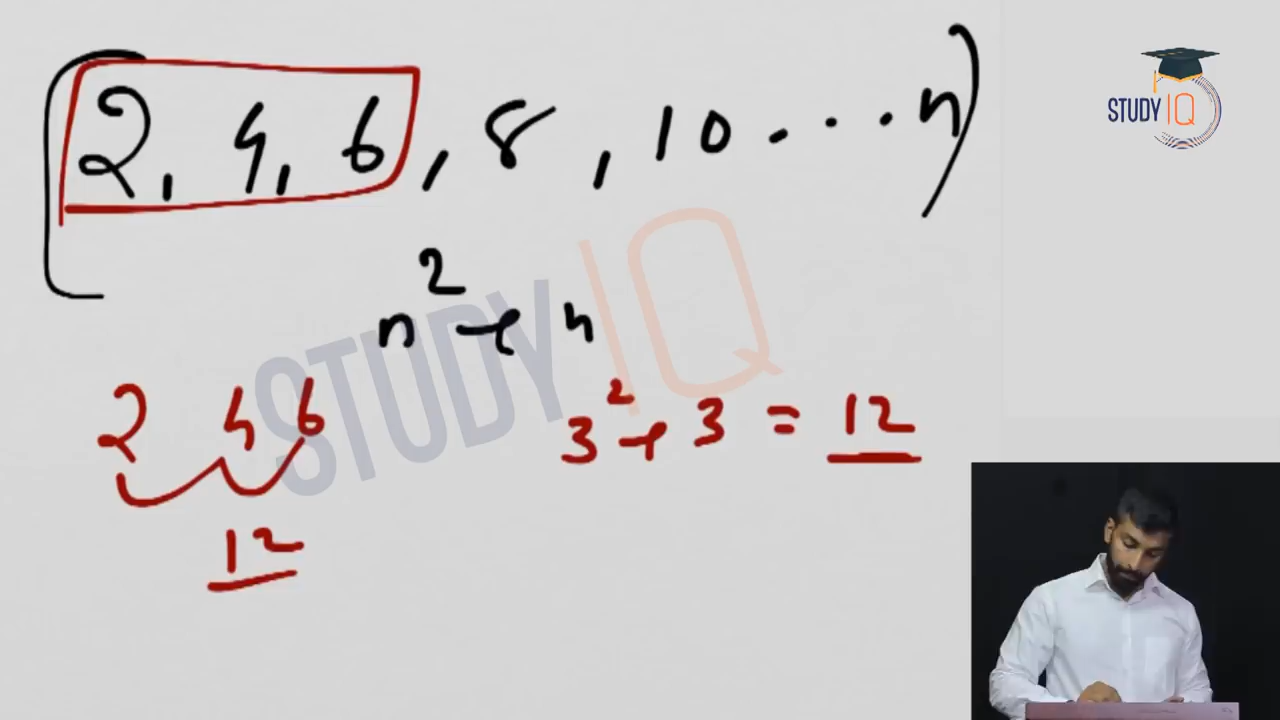 (2, 4, 6, 8, 10 . . . n)
STUDY IQ
n² + n
STUDY IQ
2 4 6
3² + 3 = 12
12